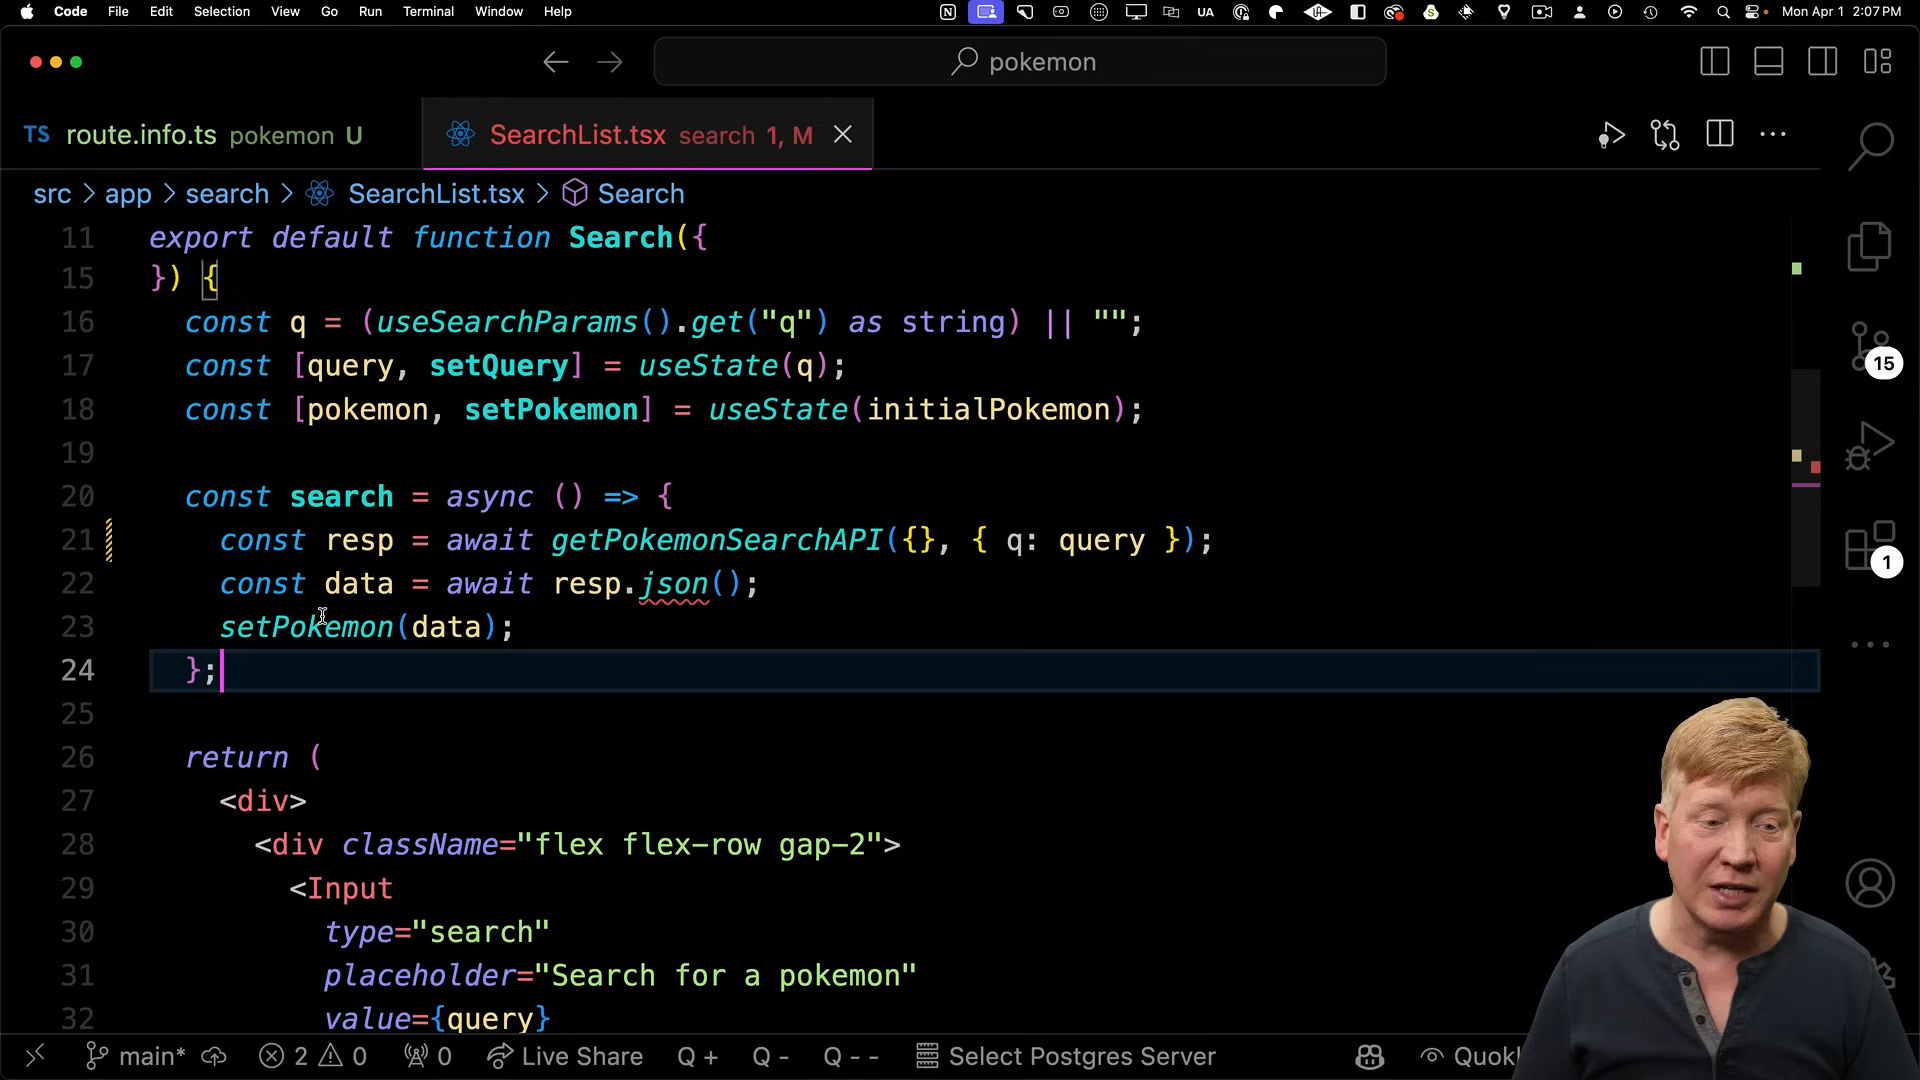 Code File Edit Selection View Go Run Terminal Window Help UA Mon Apr 1 2:07 PM
pokemon
TS route.info.ts pokemon U SearchList.tsx search 1, M
src > app > search > SearchList.tsx > Search
11 export default function Search({
15 }) {
16 const q = (useSearchParams().get("q") as string) || "";
17 const [query, setQuery] = useState(q);
18 const [pokemon, setPokemon] = useState(initialPokemon);
19
20 const search = async () => {
21 const resp = await getPokemonSearchAPI({}, { q: query });
22 const data = await resp.json();
23 setPokemon(data);
24 };
25
26 return (
27 <div>
28 <div className="flex flex-row gap-2">
29 <Input
30 type="search"
31 placeholder="Search for a pokemon"
32 value={query}
15
1
main* 2 0 0 Live Share Q + Q - Q - - Select Postgres Server